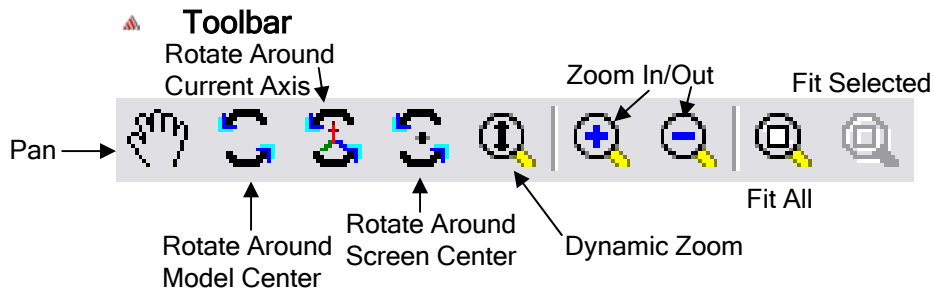 Toolbar
Rotate Around
Current Axis
Zoom In/Out
Fit Selected
Pan
Fit All
Rotate Around
Model Center
Rotate Around
Screen Center
Dynamic Zoom